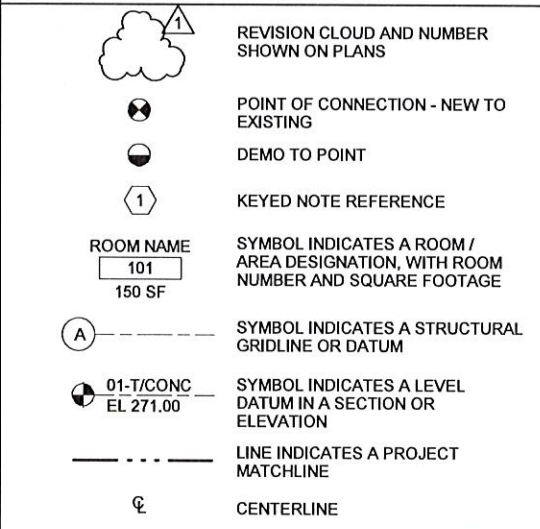 1
REVISION CLOUD AND NUMBER
SHOWN ON PLANS
POINT OF CONNECTION - NEW TO
EXISTING
DEMO TO POINT
1
KEYED NOTE REFERENCE
ROOM NAME
101
150 SF
SYMBOL INDICATES A ROOM /
AREA DESIGNATION, WITH ROOM
NUMBER AND SQUARE FOOTAGE
A
SYMBOL INDICATES A STRUCTURAL
GRIDLINE OR DATUM
01-T/CONC
EL 271.00
SYMBOL INDICATES A LEVEL
DATUM IN A SECTION OR
ELEVATION
LINE INDICATES A PROJECT
MATCHLINE
℄
CENTERLINE